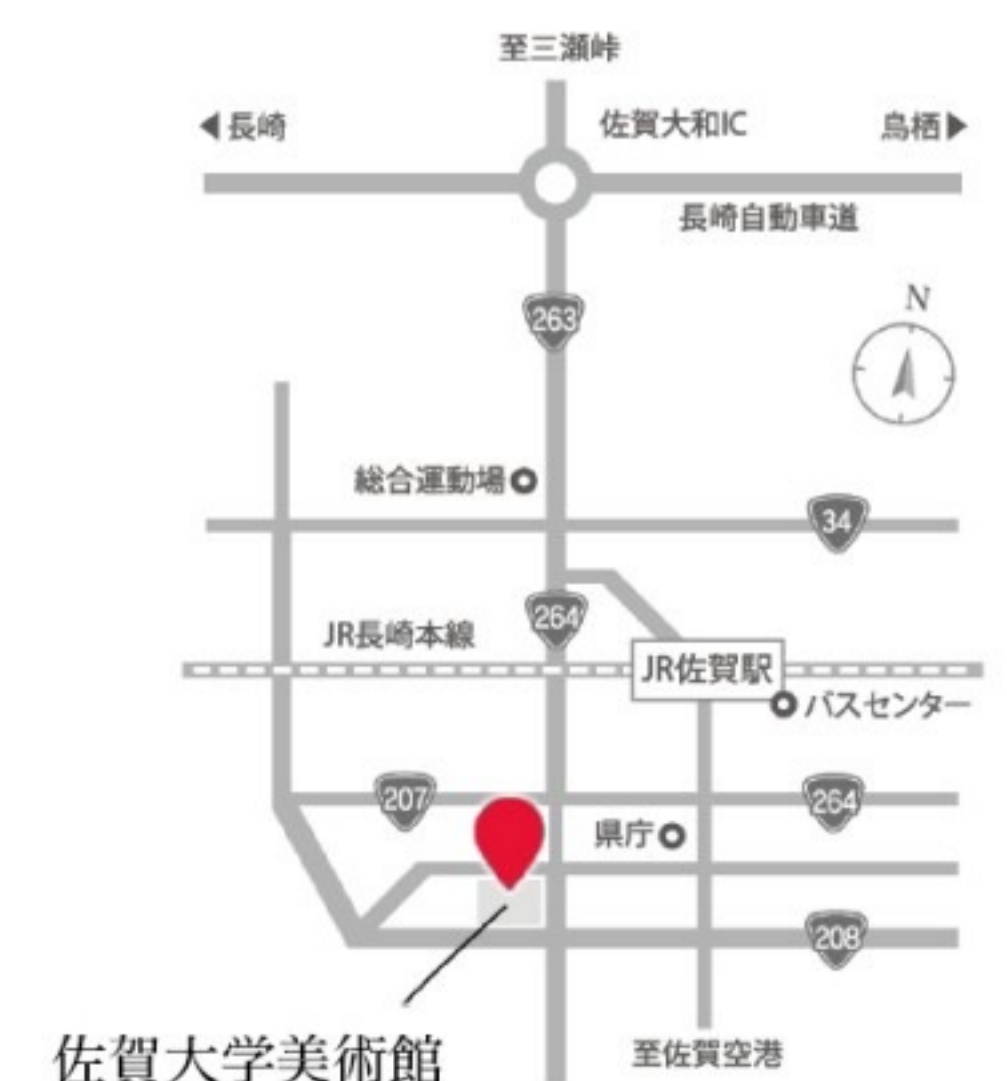 至三瀬峠
◀長崎
佐賀大和IC
鳥栖▶
長崎自動車道
N
263
総合運動場
34
264
JR長崎本線
JR佐賀駅
バスセンター
207
264
県庁
208
佐賀大学美術館
至佐賀空港